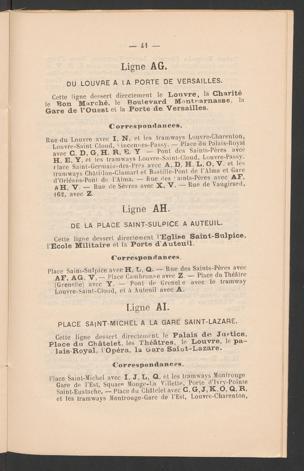 — 41 —
Ligne AG.
DU LOUVRE A LA PORTE DE VERSAILLES.
Cette ligne dessert directement le Louvre, la Charité
le Bon Marché, le Boulevard Montparnasse, la
Gare de l'Ouest et la Porte de Versailles.
Correspondances.
Rue du Louvre avec I, N, et les tramways Louvre-Charenton,
Louvre-Saint Cloud, Vincennes-Passy. — Place du Palais-Royal
avec C, D, G, H, R, E, Y — Pont des Saints-Pères avec
H, E, Y, et les tramways Louvre-Saint-Cloud, Louvre-Passy.
Place Saint-Germain-des-Prés avec A, D, H, L, O, V, et les
tramways Châtillon-Clamart et Bastille-Pont de l'Alma et Gare
d'Orléans-Pont de l'Alma. — Rue des Saints-Pères avec AF,
AH, V. — Rue de Sèvres avec X, V. — Rue de Vaugirard,
162, avec Z.
Ligne AH.
DE LA PLACE SAINT-SULPICE A AUTEUIL.
Cette ligne dessert directement l'Eglise Saint-Sulpice,
l'Ecole Militaire et la Porte d'Auteuil.
Correspondances
Place Saint-Sulpice avec H, L, Q. — Rue des Saints-Pères avec
AF, AG, V. — Place Cambronne avec Z. — Place du Théâtre
(Grenelle) avec Y. — Pont de Grenelle avec le tramway
Louvre-Saint-Cloud, et à Auteuil avec A.
Ligne AI.
PLACE SAINT-MICHEL A LA GARE SAINT-LAZARE.
Cette ligne dessert directement, le Palais de Justice,
Place du Châtelet, les Théâtres, le Louvre, le pa-
lais-Royal, l'Opéra, la Gare Saint-Lazare.
Correspondances.
Place Saint-Michel avec I, J, L, Q, et les tramways Montrouge
Gare de l'Est, Square Monge-La Villette, Porte d'Ivry-Pointe
Saint-Eustache, — Place du Châtelet avec C, G, J, K, O, Q, R,
et les tramways Montrouge-Gare de l'Est, Louvre-Charenton,